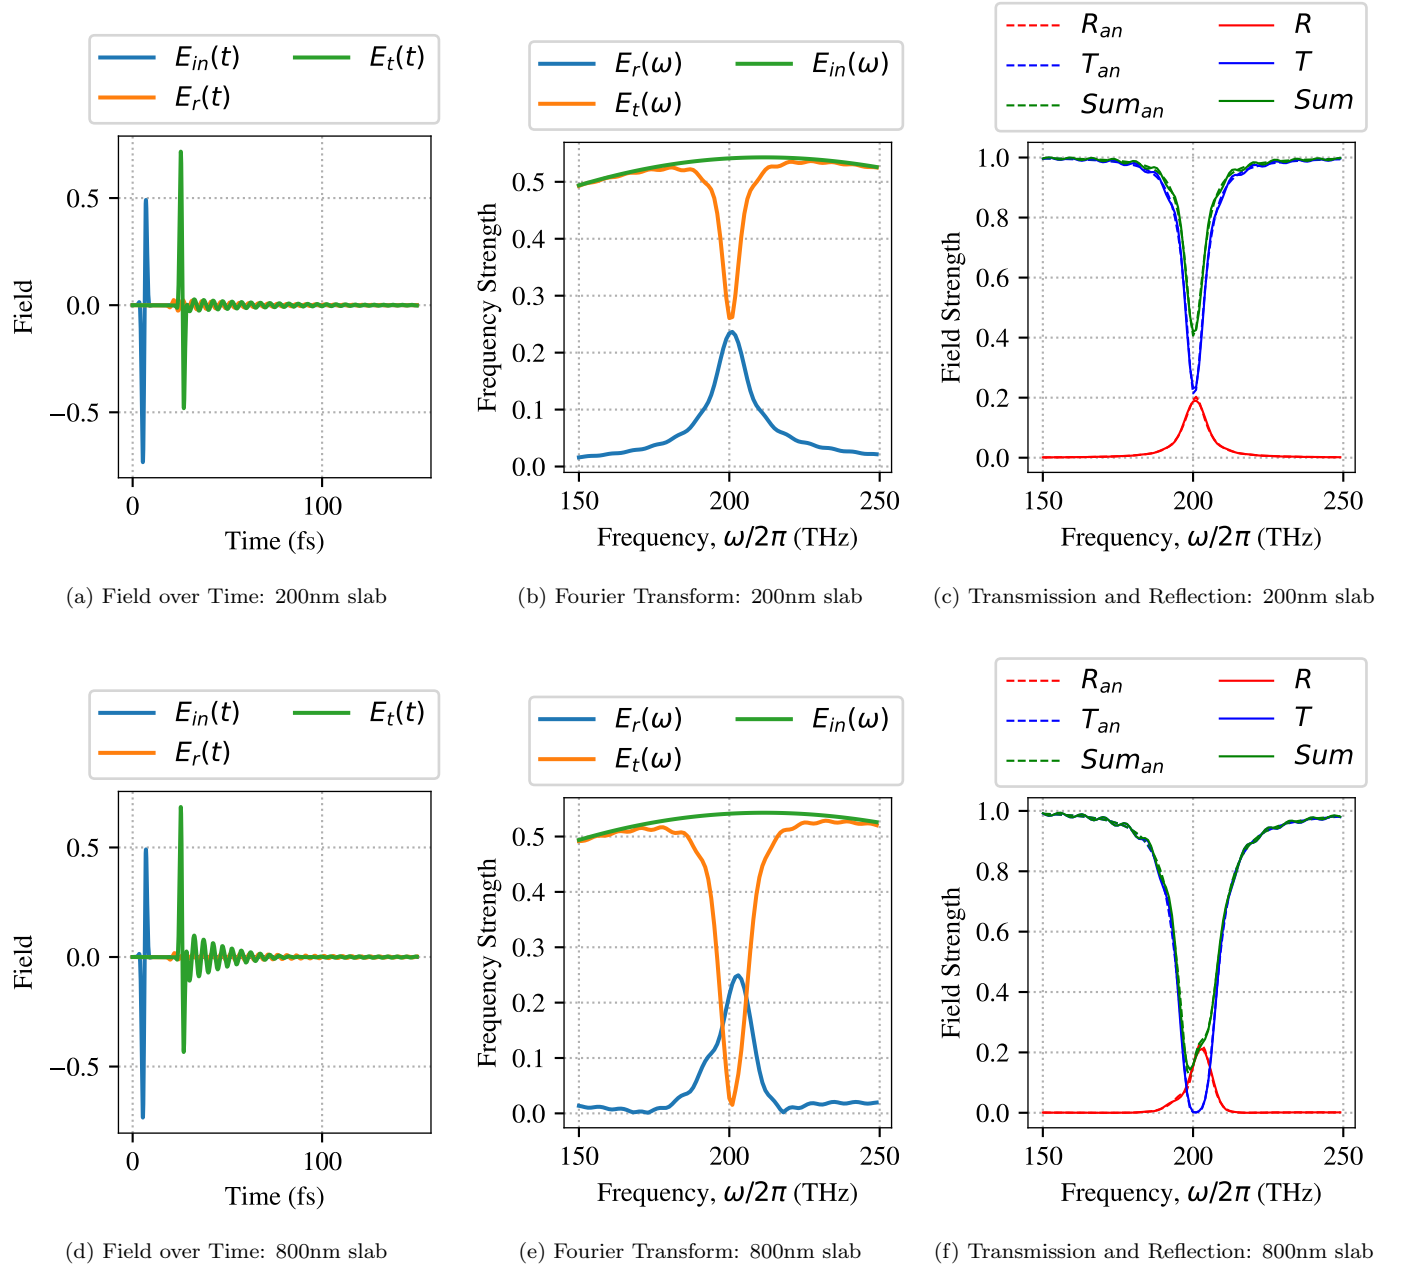 E_in(t) E_t(t)
E_r(t)
Field
0.5
0.0
−0.5
0 100
Time (fs)
(a) Field over Time: 200nm slab
E_r(ω) E_in(ω)
E_t(ω)
Frequency Strength
0.5
0.4
0.3
0.2
0.1
0.0
150 200 250
Frequency, ω/2π (THz)
(b) Fourier Transform: 200nm slab
R_an R
T_an T
Sum_an Sum
Field Strength
1.0
0.8
0.6
0.4
0.2
0.0
150 200 250
Frequency, ω/2π (THz)
(c) Transmission and Reflection: 200nm slab
E_in(t) E_t(t)
E_r(t)
Field
0.5
0.0
−0.5
0 100
Time (fs)
(d) Field over Time: 800nm slab
E_r(ω) E_in(ω)
E_t(ω)
Frequency Strength
0.5
0.4
0.3
0.2
0.1
0.0
150 200 250
Frequency, ω/2π (THz)
(e) Fourier Transform: 800nm slab
R_an R
T_an T
Sum_an Sum
Field Strength
1.0
0.8
0.6
0.4
0.2
0.0
150 200 250
Frequency, ω/2π (THz)
(f) Transmission and Reflection: 800nm slab